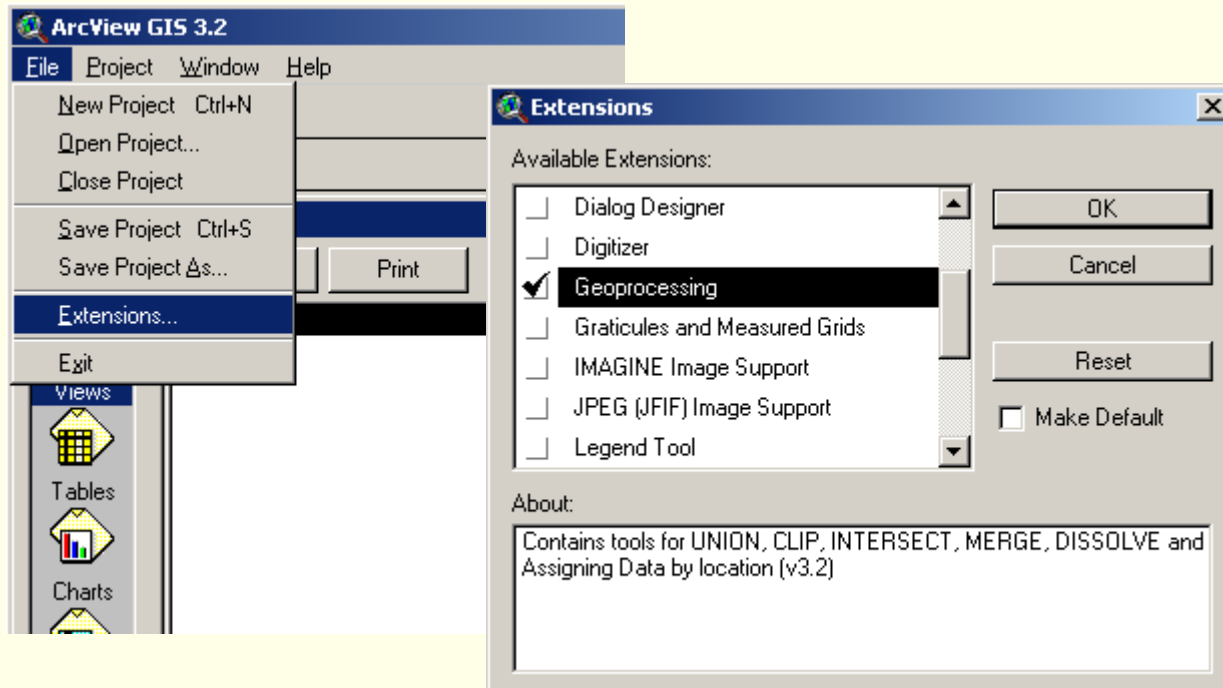 ArcView GIS 3.2
File Project Window Help
New Project Ctrl+N
Open Project...
Close Project
Save Project Ctrl+S
Save Project As...
Extensions...
Exit
Print
Views
Tables
Charts
Extensions
Available Extensions:
Dialog Designer
Digitizer
Geoprocessing
Graticules and Measured Grids
IMAGINE Image Support
JPEG (JFIF) Image Support
Legend Tool
OK
Cancel
Reset
Make Default
About:
Contains tools for UNION, CLIP, INTERSECT, MERGE, DISSOLVE and
Assigning Data by location (v3.2)